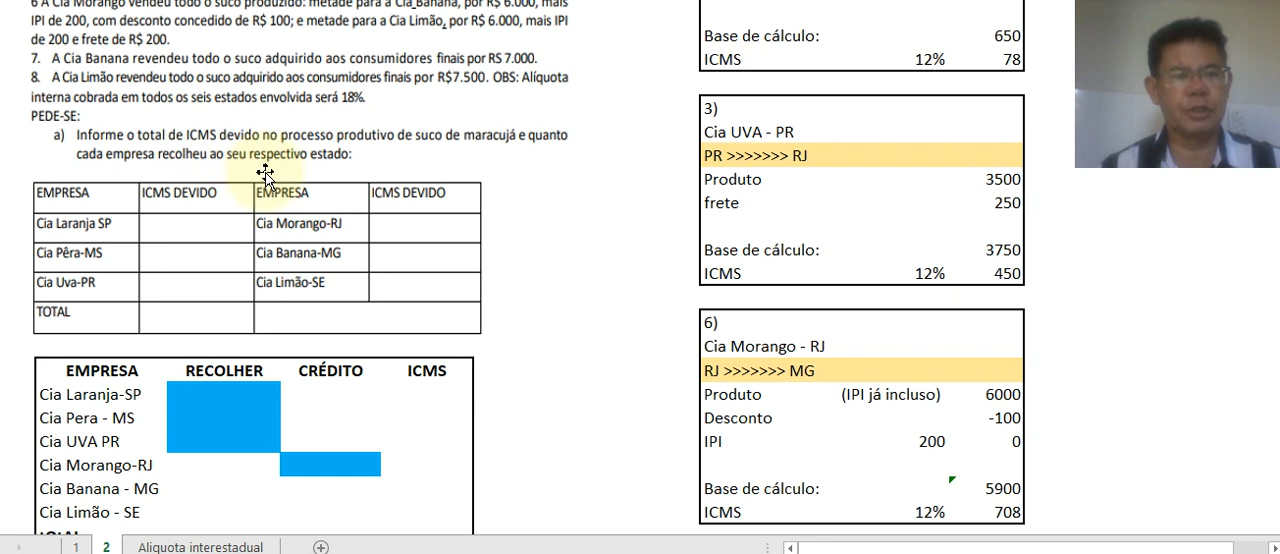 6 A Cia Morango vendeu todo o suco produzido: metade para a Cia Banana, por R$ 6.000, mais
IPI de 200, com desconto concedido de R$ 100; e metade para a Cia Limão, por R$ 6.000, mais IPI
de 200 e frete de R$ 200.
7. A Cia Banana revendeu todo o suco adquirido aos consumidores finais por RS 7.000.
8. A Cia Limão revendeu todo o suco adquirido aos consumidores finais por R$7.500. OBS: Alíquota
interna cobrada em todos os seis estados envolvida será 18%.
PEDE-SE:
a) Informe o total de ICMS devido no processo produtivo de suco de maracujá e quanto
cada empresa recolheu ao seu respectivo estado:
EMPRESA ICMS DEVIDO EMPRESA ICMS DEVIDO
Cia Laranja SP Cia Morango-RJ
Cia Pêra-MS Cia Banana-MG
Cia Uva-PR Cia Limão-SE
TOTAL
EMPRESA RECOLHER CRÉDITO ICMS
Cia Laranja-SP
Cia Pera - MS
Cia UVA PR
Cia Morango-RJ
Cia Banana - MG
Cia Limão - SE
Base de cálculo: 650
ICMS 12% 78
3)
Cia UVA - PR
PR >>>>>>> RJ
Produto 3500
frete 250
Base de cálculo: 3750
ICMS 12% 450
6)
Cia Morango - RJ
RJ >>>>>>> MG
Produto (IPI já incluso) 6000
Desconto -100
IPI 200 0
Base de cálculo: 5900
ICMS 12% 708
1 2 Aliquota interestadual